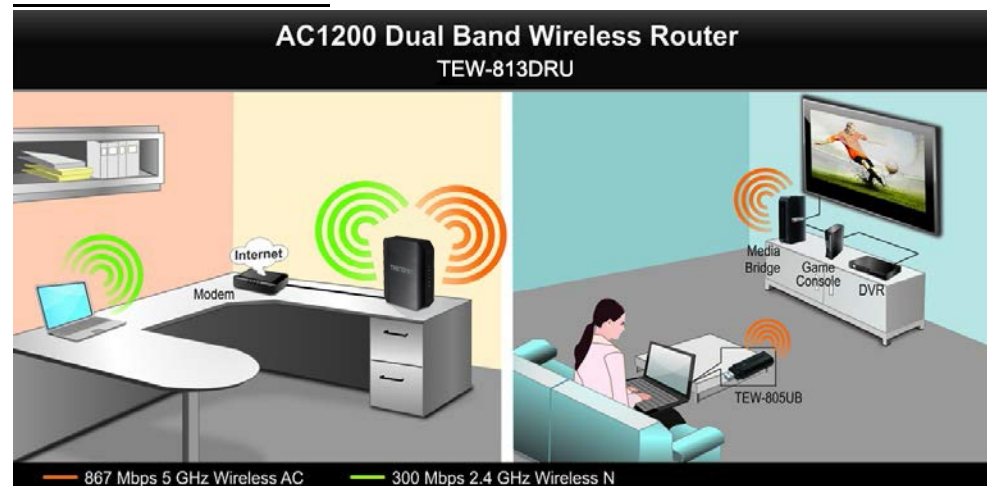 AC1200 Dual Band Wireless Router
TEW-813DRU
Internet
Modem
TRENDNET
Media
Bridge
Game
Console
DVR
TEW-805UB
867 Mbps 5 GHz Wireless AC
300 Mbps 2.4 GHz Wireless N